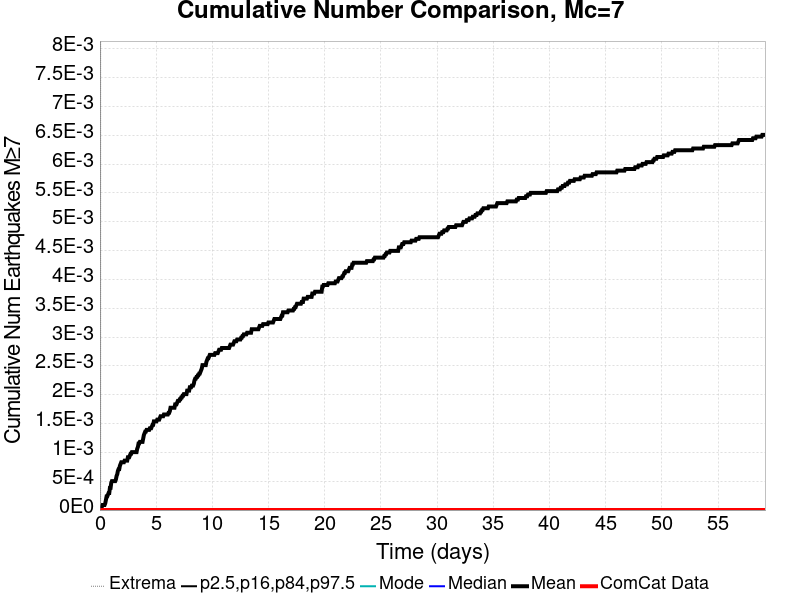 Cumulative Number Comparison, Mc=7
Cumulative Num Earthquakes M≥7
8E-3
7.5E-3
7E-3
6.5E-3
6E-3
5.5E-3
5E-3
4.5E-3
4E-3
3.5E-3
3E-3
2.5E-3
2E-3
1.5E-3
1E-3
5E-4
0E0
0 5 10 15 20 25 30 35 40 45 50 55
Time (days)
Extrema p2.5,p16,p84,p97.5 Mode Median Mean ComCat Data